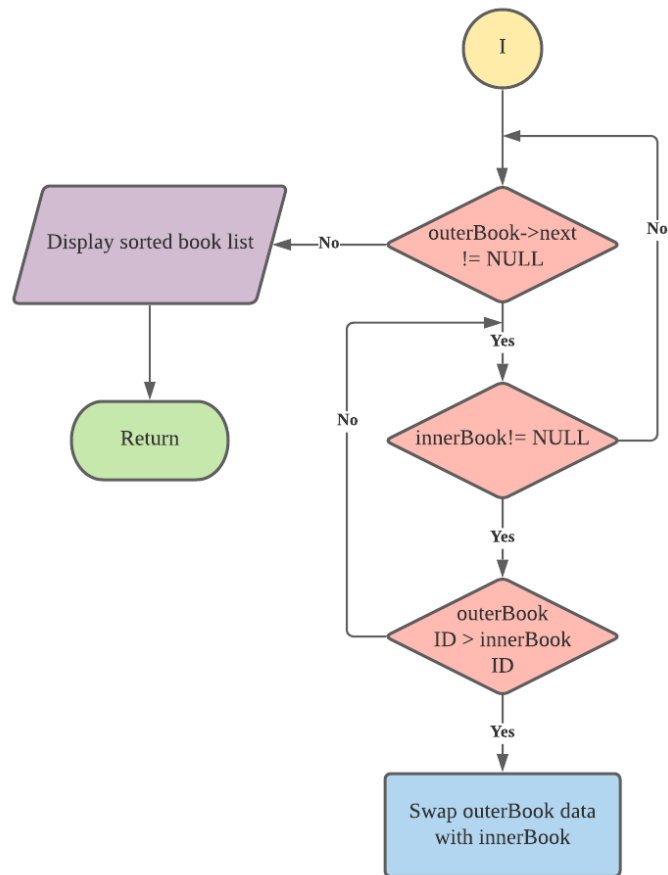 I
outerBook->next
!= NULL
No
Display sorted book list
No
Yes
Return
No
innerBook!= NULL
Yes
outerBook
ID > innerBook
ID
Yes
Swap outerBook data
with innerBook